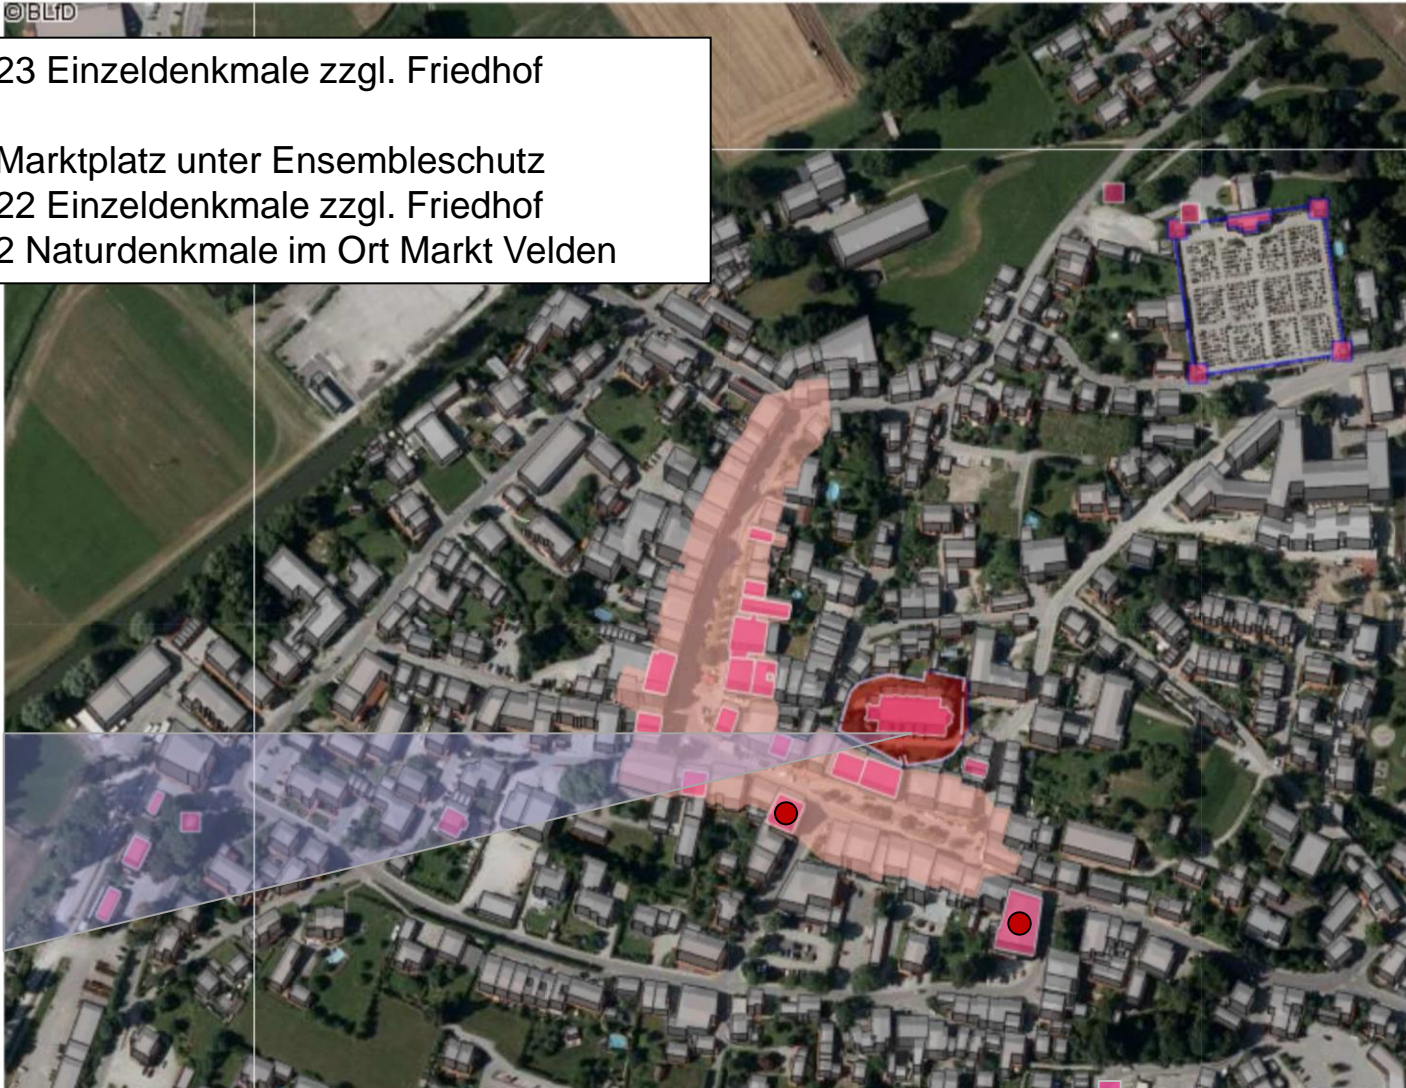 ©BLfD
23 Einzeldenkmale zzgl. Friedhof
Marktplatz unter Ensembleschutz
22 Einzeldenkmale zzgl. Friedhof
2 Naturdenkmale im Ort Markt Velden